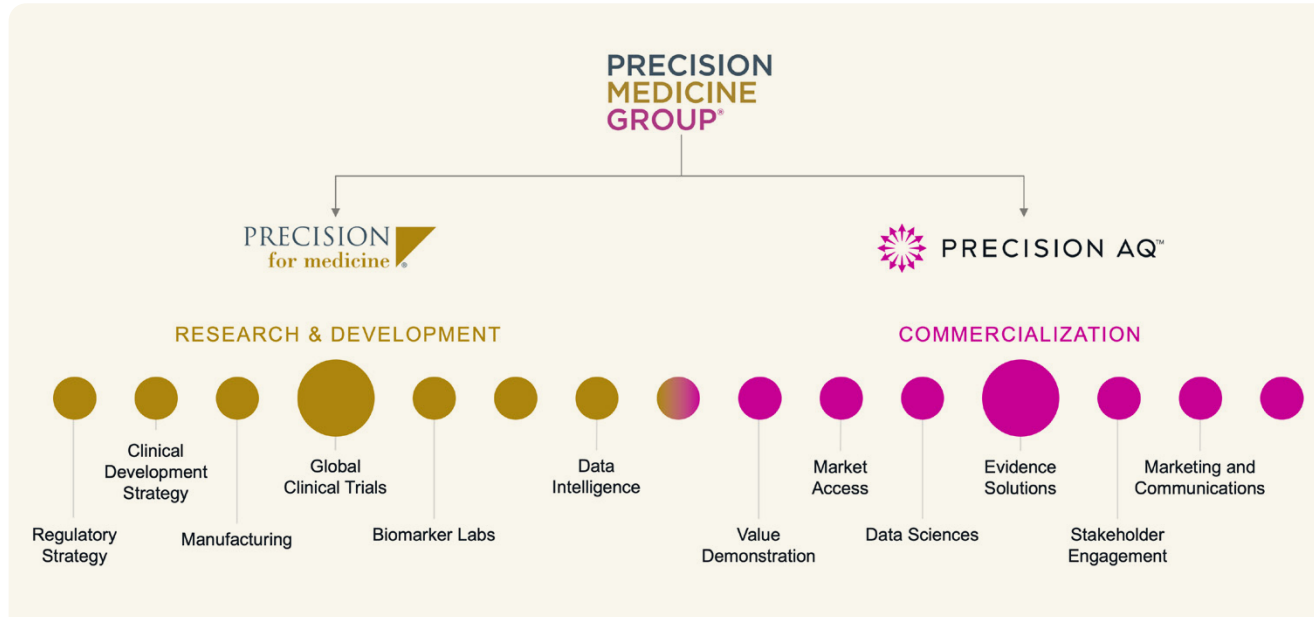 PRECISION
MEDICINE
GROUP®
PRECISION
for medicine®
PRECISION AQ™
RESEARCH & DEVELOPMENT
COMMERCIALIZATION
Regulatory
Strategy
Clinical
Development
Strategy
Manufacturing
Global
Clinical Trials
Biomarker Labs
Data
Intelligence
Value
Demonstration
Market
Access
Data Sciences
Evidence
Solutions
Stakeholder
Engagement
Marketing and
Communications